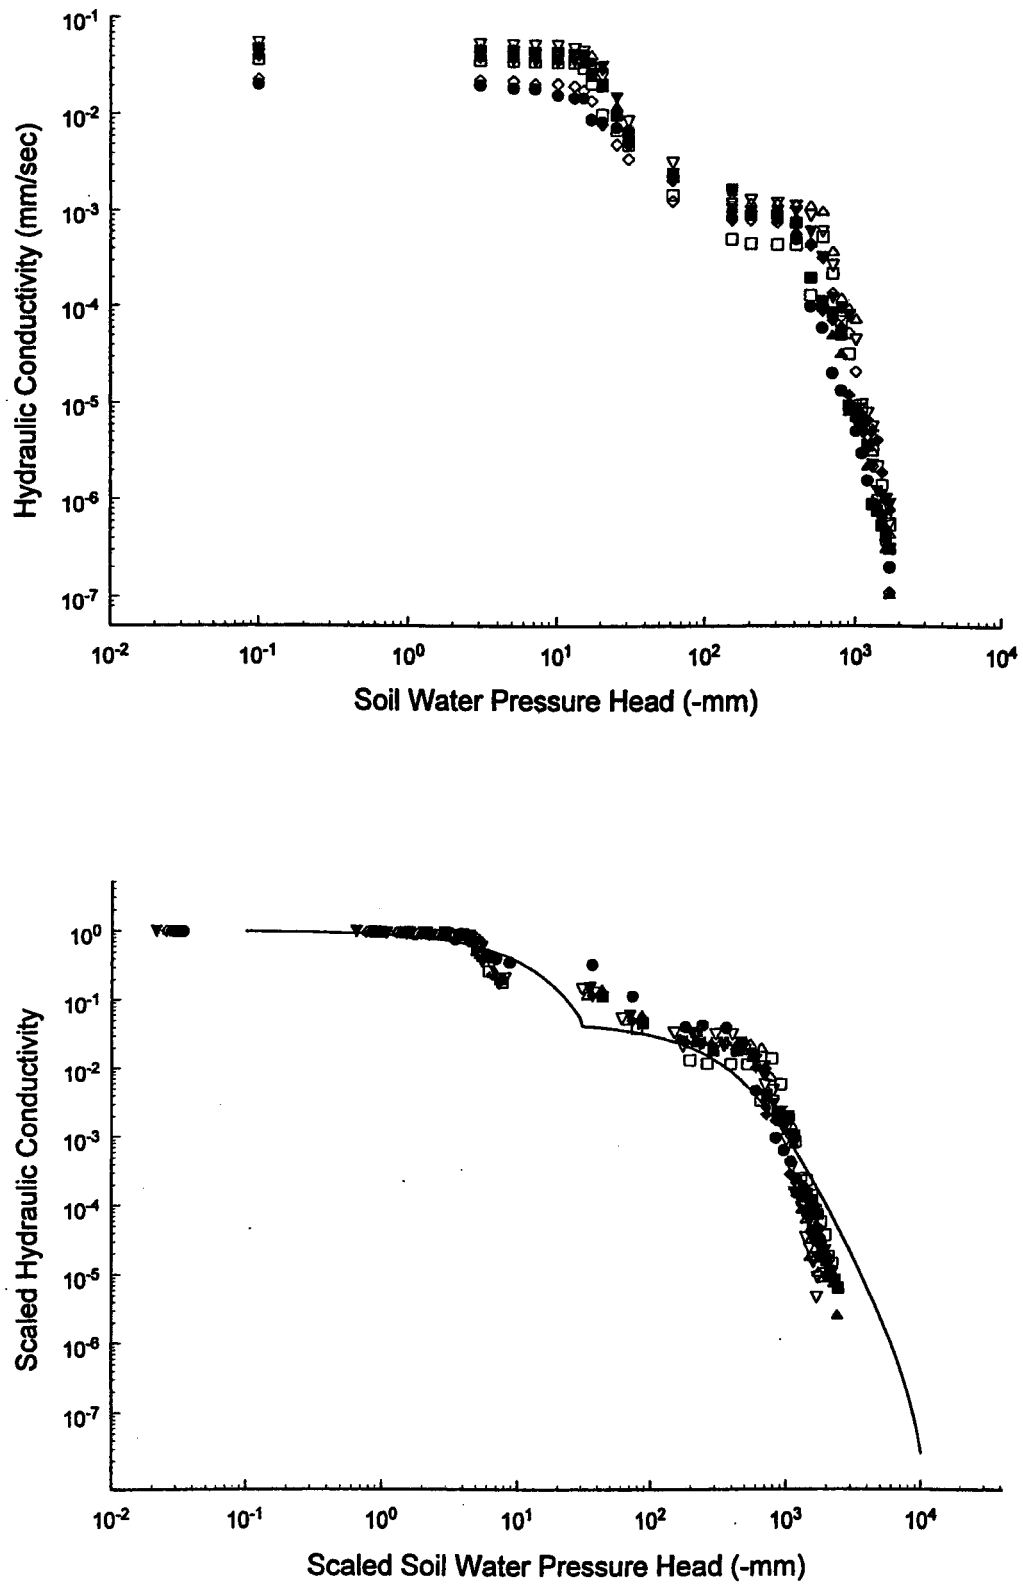 10⁻¹
10⁻²
10⁻³
10⁻⁴
10⁻⁵
10⁻⁶
10⁻⁷
Hydraulic Conductivity (mm/sec)
10⁻² 10⁻¹ 10⁰ 10¹ 10² 10³ 10⁴
Soil Water Pressure Head (-mm)
10⁰
10⁻¹
10⁻²
10⁻³
10⁻⁴
10⁻⁵
10⁻⁶
10⁻⁷
Scaled Hydraulic Conductivity
10⁻² 10⁻¹ 10⁰ 10¹ 10² 10³ 10⁴
Scaled Soil Water Pressure Head (-mm)